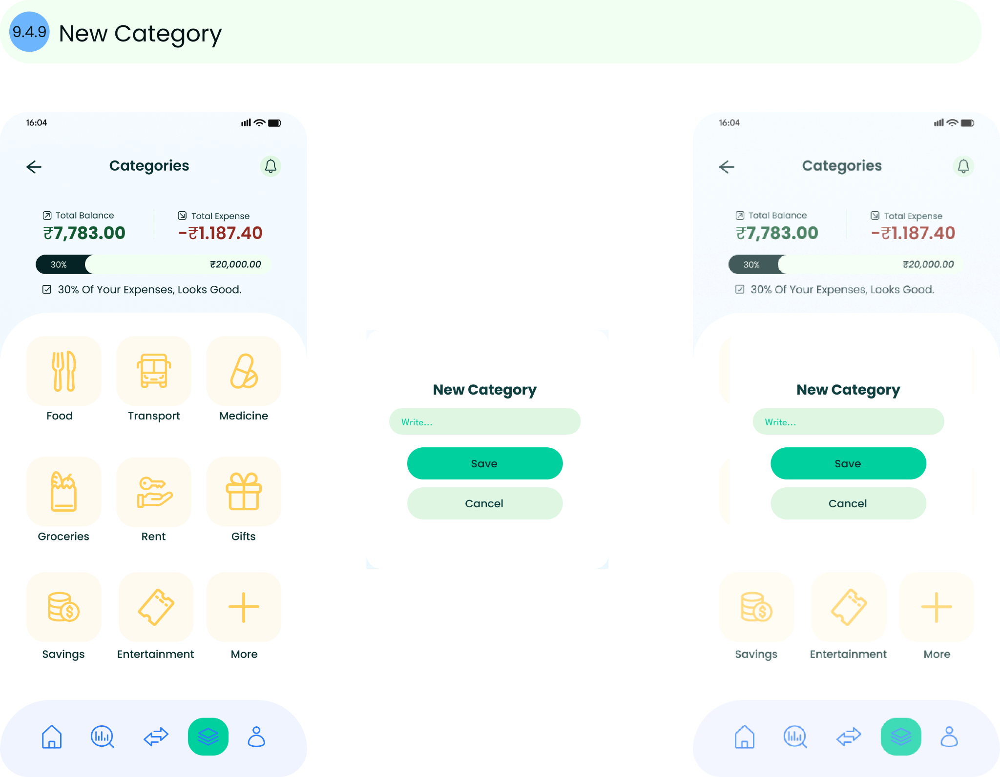 9.4.9 New Category
16:04
Categories
Total Balance Total Expense
₹7,783.00 -₹1.187.40
30% ₹20,000.00
30% Of Your Expenses, Looks Good.
Food Transport Medicine
Groceries Rent Gifts
Savings Entertainment More
New Category
Write...
Save
Cancel
16:04
Categories
Total Balance Total Expense
₹7,783.00 -₹1.187.40
30% ₹20,000.00
30% Of Your Expenses, Looks Good.
New Category
Write...
Save
Cancel
Savings Entertainment More